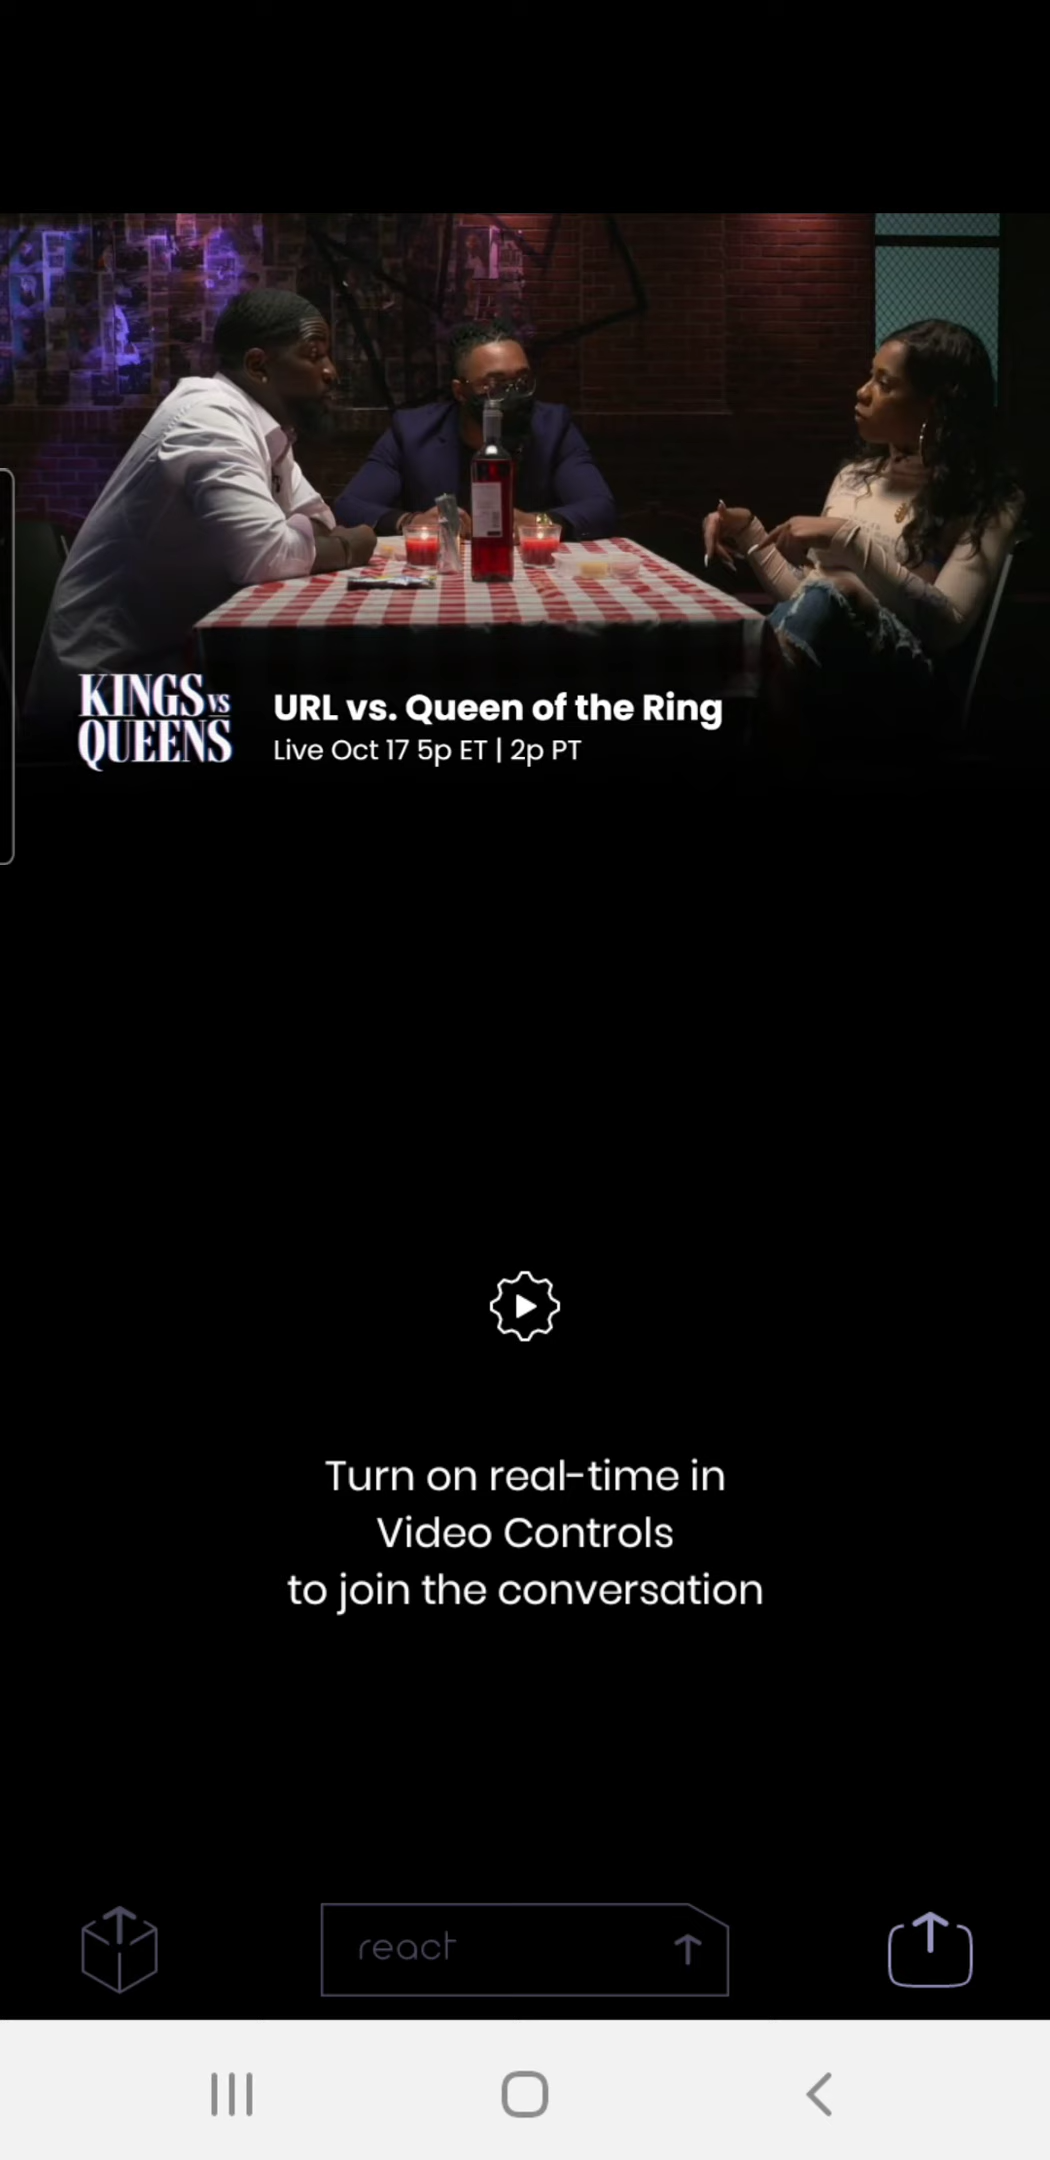 KINGS VS
QUEENS
URL vs. Queen of the Ring
Live Oct 17 5p ET | 2p PT
Turn on real-time in
Video Controls
to join the conversation
react